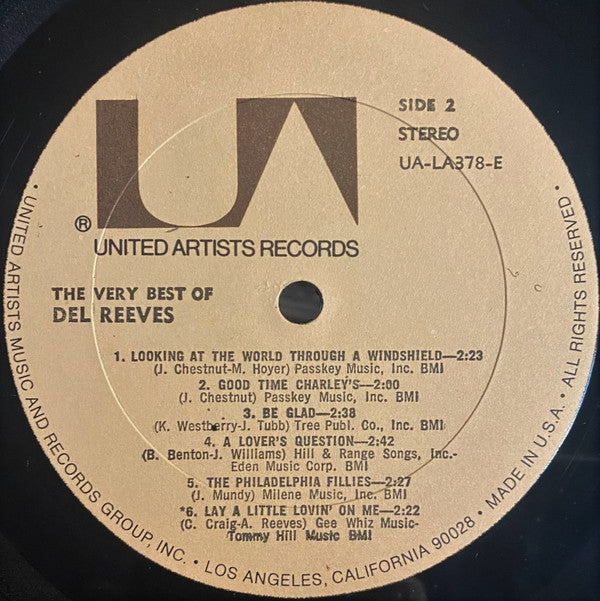 UA
SIDE 2
STEREO
UA-LA378-E
®
UNITED ARTISTS RECORDS
THE VERY BEST OF
DEL REEVES
1. LOOKING AT THE WORLD THROUGH A WINDSHIELD—2:23
(J. Chestnut-M. Hoyer) Passkey Music, Inc. BMI
2. GOOD TIME CHARLEY'S—2:00
(J. Chestnut) Passkey Music, Inc. BMI
3. BE GLAD—2:38
(K. Westberry-J. Tubb) Tree Publ. Co., Inc. BMI
4. A LOVER'S QUESTION—2:42
(B. Benton-J. Williams) Hill & Range Songs, Inc.-
Eden Music Corp. BMI
5. THE PHILADELPHIA FILLIES—2:27
(J. Mundy) Milene Music, Inc. BMI
*6. LAY A LITTLE LOVIN' ON ME—2:22
(C. Craig-A. Reeves) Gee Whiz Music-
Tommy Hill Music BMI
• UNITED ARTISTS MUSIC AND RECORDS GROUP, INC. • LOS ANGELES, CALIFORNIA 90028 • MADE IN U.S.A. • ALL RIGHTS RESERVED •